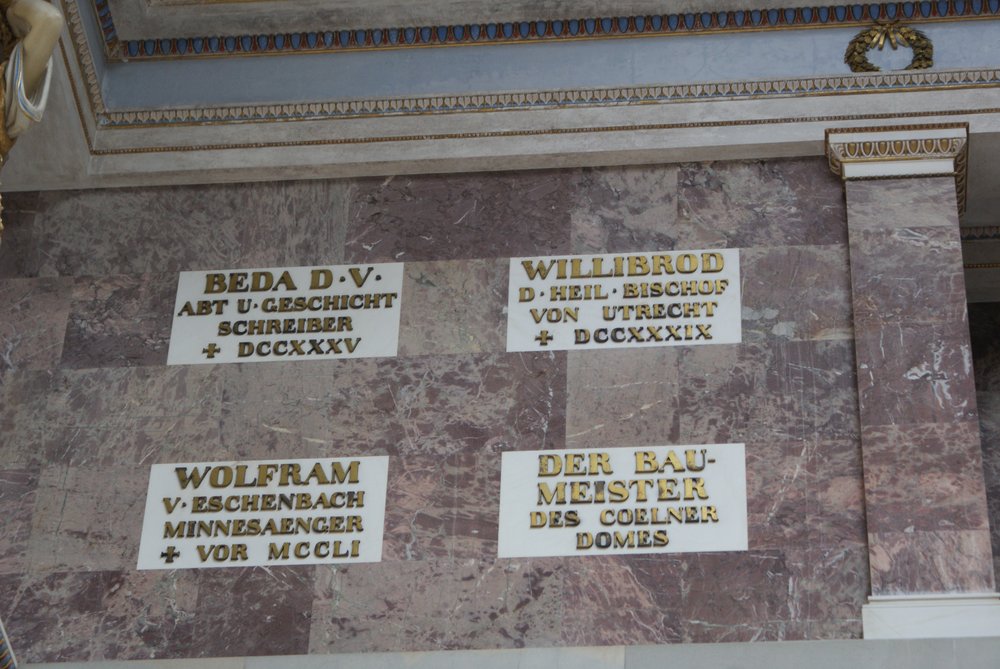 BEDA D·V·
ABT U·GESCHICHT
SCHREIBER
+ DCCXXXV
WILLIBROD
D·HEIL·BISCHOF
VON UTRECHT
+ DCCXXXIX
WOLFRAM
V·ESCHENBACH
MINNESAENGER
+ VOR MCCLI
DER BAU-
MEISTER
DES COELNER
DOMES